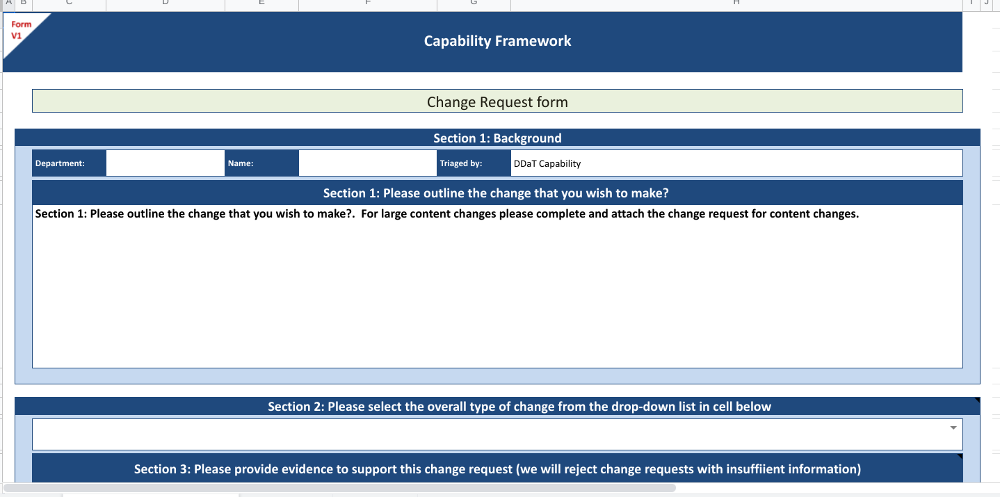 A B C D E F G H I J
Form
V1
Capability Framework
Change Request form
Section 1: Background
Department: Name: Triaged by: DDaT Capability
Section 1: Please outline the change that you wish to make?
Section 1: Please outline the change that you wish to make?.  For large content changes please complete and attach the change request for content changes.
Section 2: Please select the overall type of change from the drop-down list in cell below
Section 3: Please provide evidence to support this change request (we will reject change requests with insuffiient information)